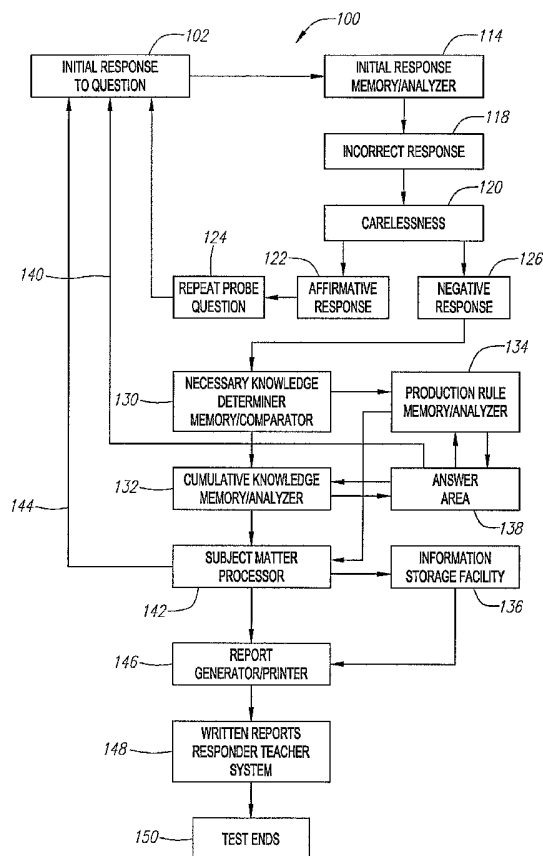 100
102
114
INITIAL RESPONSE
TO QUESTION
INITIAL RESPONSE
MEMORY/ANALYZER
118
INCORRECT RESPONSE
120
CARELESSNESS
124
122
126
140
REPEAT PROBE
QUESTION
AFFIRMATIVE
RESPONSE
NEGATIVE
RESPONSE
134
130
NECESSARY KNOWLEDGE
DETERMINER
MEMORY/COMPARATOR
PRODUCTION RULE
MEMORY/ANALYZER
144
132
CUMULATIVE KNOWLEDGE
MEMORY/ANALYZER
ANSWER
AREA
138
SUBJECT MATTER
PROCESSOR
142
INFORMATION
STORAGE FACILITY
136
146
REPORT
GENERATOR/PRINTER
148
WRITTEN REPORTS
RESPONDER TEACHER
SYSTEM
150
TEST ENDS